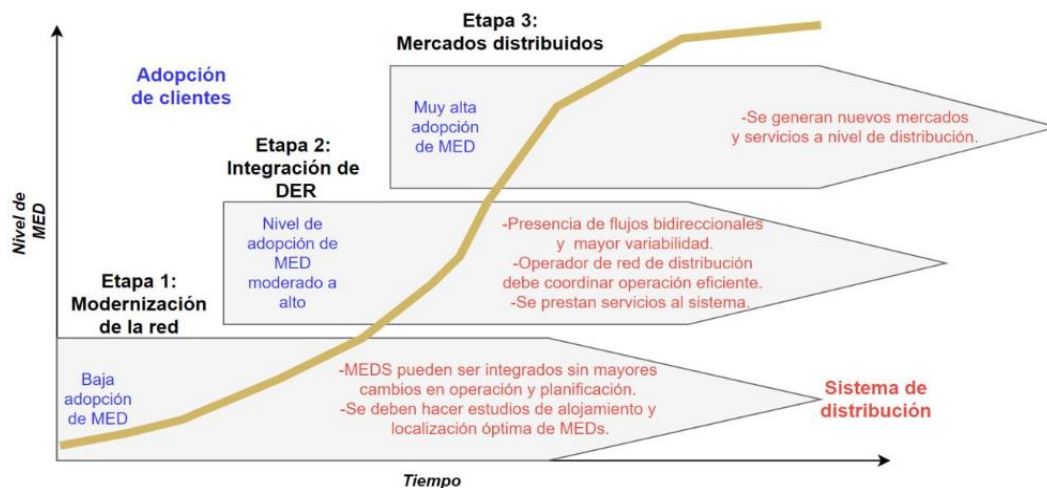 Etapa 3:
Mercados distribuidos
Adopción
de clientes
Muy alta
adopción
de MED
-Se generan nuevos mercados
y servicios a nivel de distribución.
Etapa 2:
Integración de
DER
Nivel de
adopción de
MED
moderado a
alto
-Presencia de flujos bidireccionales
y mayor variabilidad.
-Operador de red de distribución
debe coordinar operación eficiente.
-Se prestan servicios al sistema.
Nivel de
MED
Etapa 1:
Modernización
de la red
Baja
adopción
de MED
-MEDS pueden ser integrados sin mayores
cambios en operación y planificación.
-Se deben hacer estudios de alojamiento y
localización óptima de MEDs.
Sistema de
distribución
Tiempo